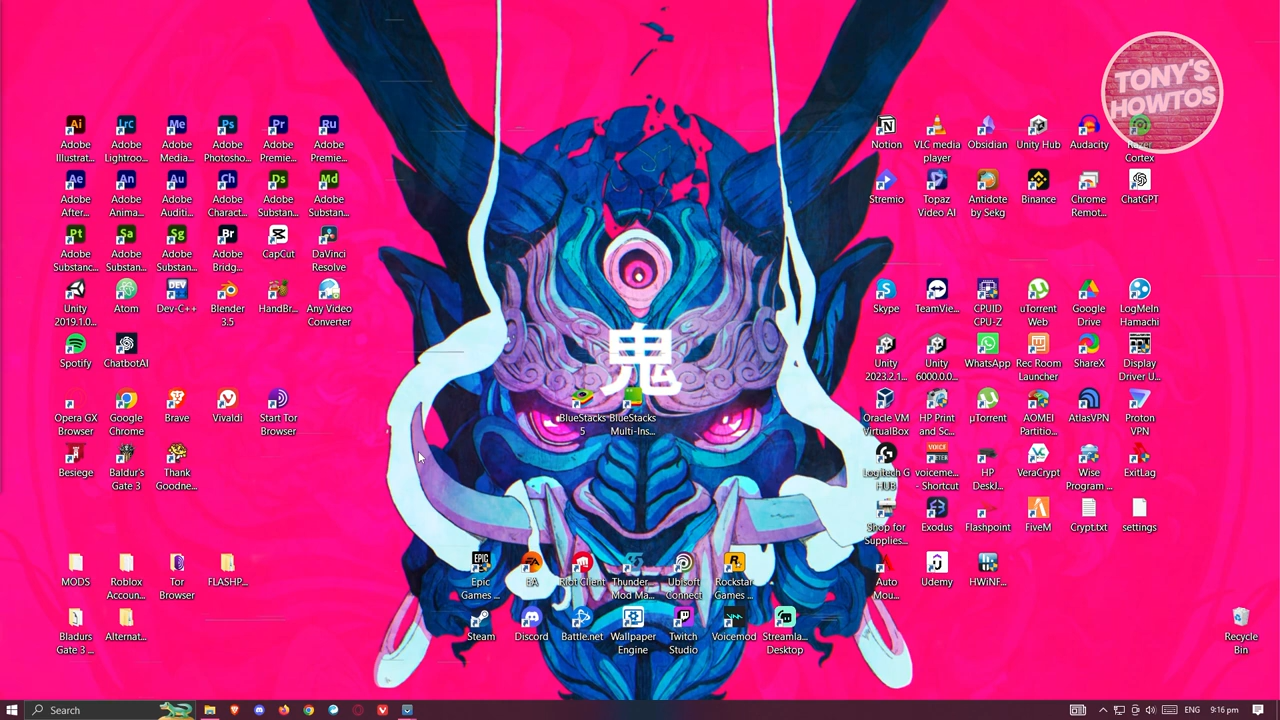 TONY'S
HOWTOS
Adobe
Illustrat...
Adobe
Lightroo...
Adobe
Media...
Adobe
Photosho...
Adobe
Premie...
Adobe
Premie...
Notion
VLC media
player
Obsidian
Unity Hub
Audacity
Razer
Cortex
Adobe
After...
Adobe
Anima...
Adobe
Auditi...
Adobe
Charact...
Adobe
Substan...
Adobe
Substan...
Stremio
Topaz
Video AI
Antidote
by Sekg
Binance
Chrome
Remot...
ChatGPT
Adobe
Substanc...
Adobe
Substan...
Adobe
Substan...
Adobe
Bridg...
CapCut
DaVinci
Resolve
Unity
2019.1.0...
Atom
Dev-C++
Blender
3.5
HandBr...
Any Video
Converter
Skype
TeamVie...
CPUID
CPU-Z
uTorrent
Web
Google
Drive
LogMeIn
Hamachi
鬼
Spotify
ChatbotAI
Unity
2023.2.1...
Unity
6000.0.0...
WhatsApp
Rec Room
Launcher
ShareX
Display
Driver U...
Opera GX
Browser
Google
Chrome
Brave
Vivaldi
Start Tor
Browser
BlueStacks
5
BlueStacks
Multi-Ins...
Oracle VM
VirtualBox
HP Print
and Sc...
µTorrent
AOMEI
Partitio...
AtlasVPN
Proton
VPN
Besiege
Baldur's
Gate 3
Thank
Goodne...
Logitech G
HUB
voiceme...
- Shortcut
HP
DeskJ...
VeraCrypt
Wise
Program ...
ExitLag
Shop for
Supplies...
Exodus
Flashpoint
FiveM
Crypt.txt
settings
MODS
Roblox
Accoun...
Tor
Browser
FLASHP...
Epic
Games ...
EA
Riot Client
Thunder...
Mod Ma...
Ubisoft
Connect
Rockstar
Games ...
Auto
Mou...
Udemy
HWiNF...
Bladurs
Gate 3 ...
Alternat...
Steam
Discord
Battle.net
Wallpaper
Engine
Twitch
Studio
Voicemod
Streamla...
Desktop
Recycle
Bin
Search
ENG
9:16 pm